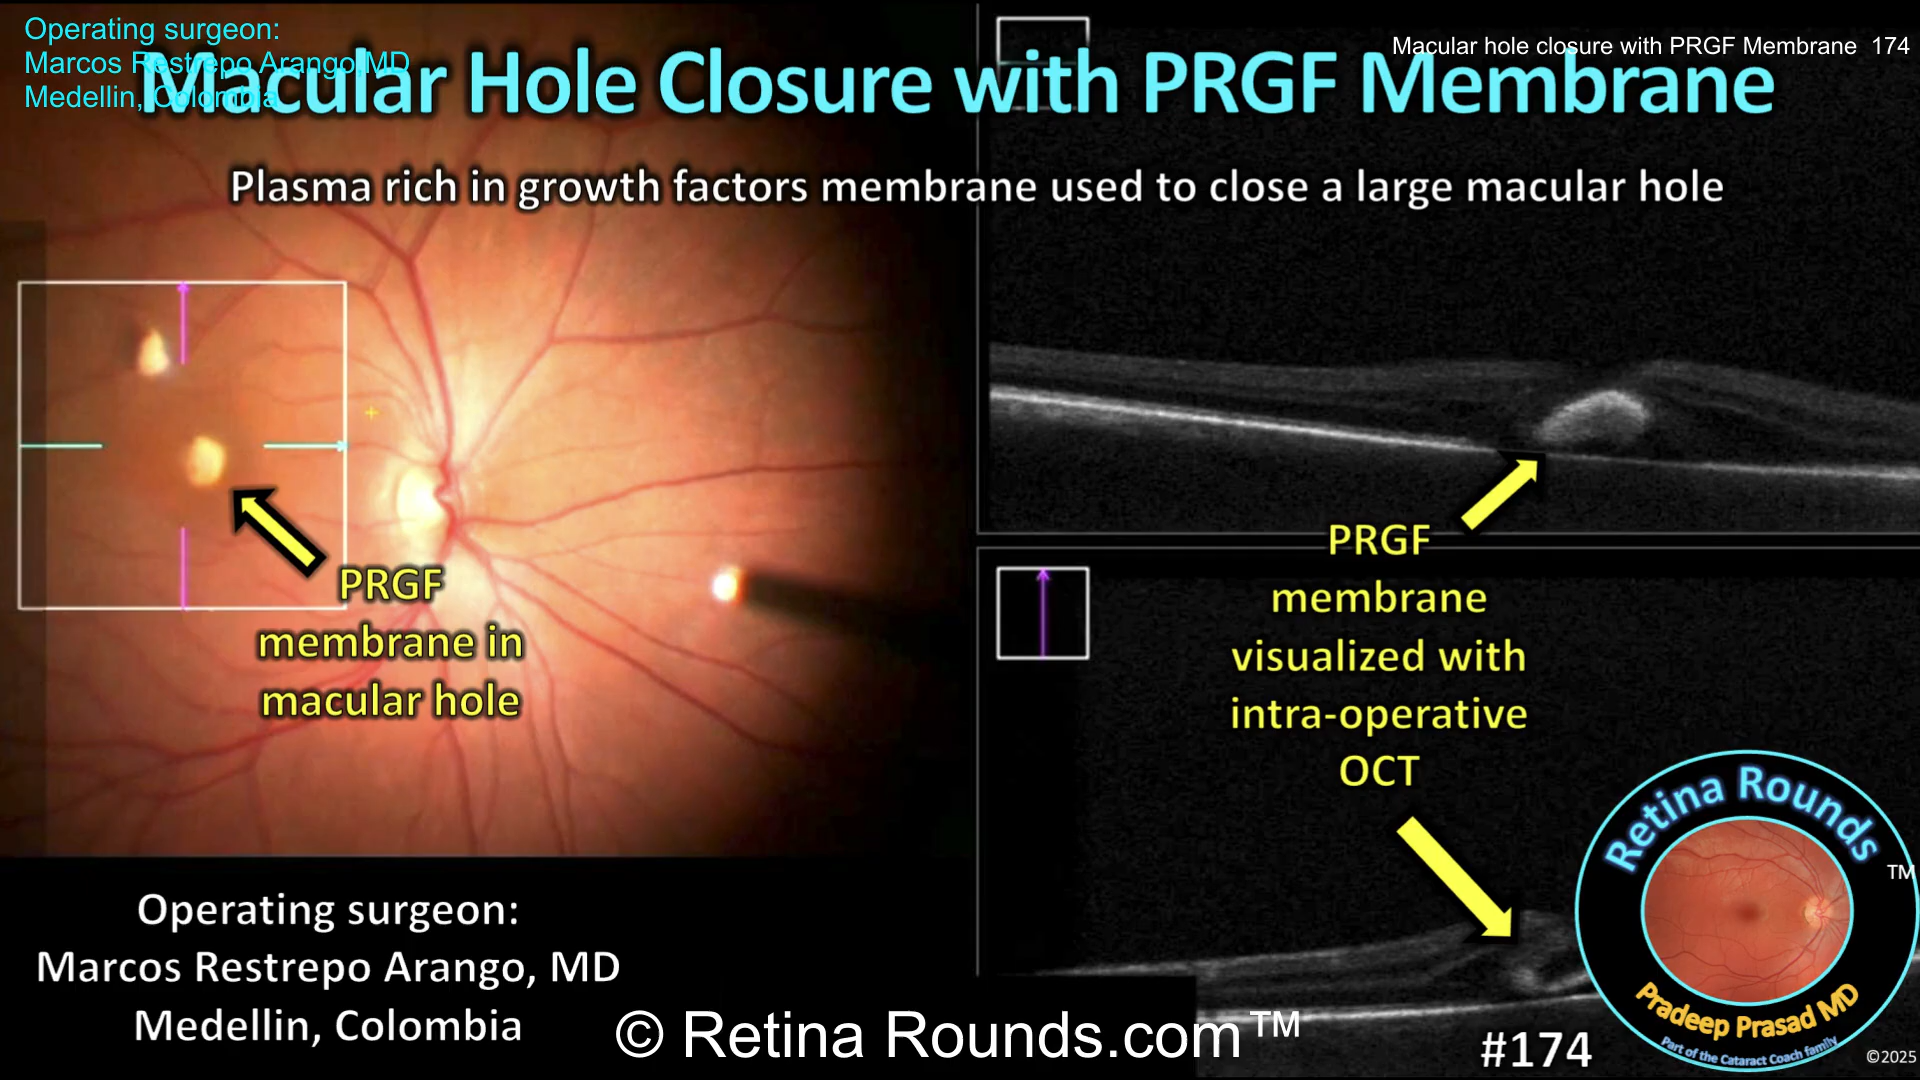 Operating surgeon:
Marcos Restrepo Arango,MD
Medellin, Colombia
Macular hole closure with PRGF Membrane 174
Macular Hole Closure with PRGF Membrane
Plasma rich in growth factors membrane used to close a large macular hole
PRGF
membrane in
macular hole
PRGF
membrane
visualized with
intra-operative
OCT
Operating surgeon:
Marcos Restrepo Arango, MD
Medellin, Colombia
© Retina Rounds.com™
#174
Retina Rounds
TM
Pradeep Prasad MD
Part of the Cataract Coach family
©2025